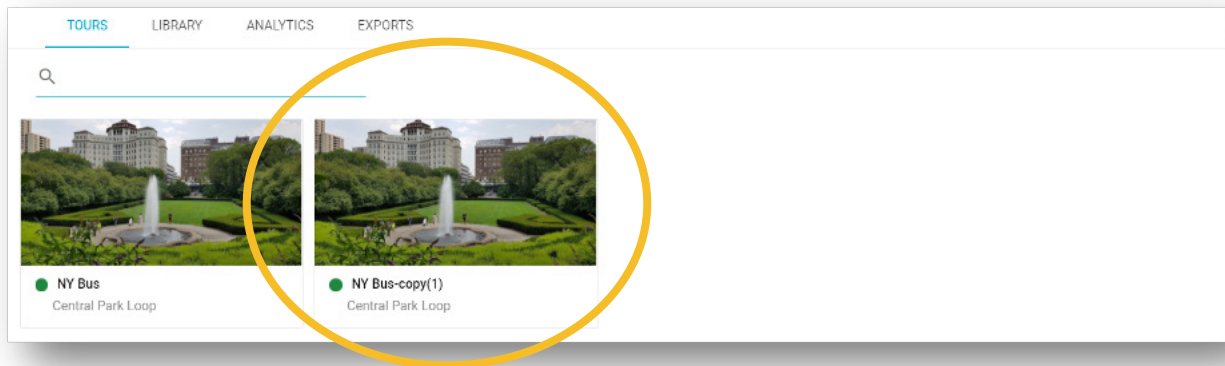 TOURS LIBRARY ANALYTICS EXPORTS
NY Bus
Central Park Loop
NY Bus-copy(1)
Central Park Loop